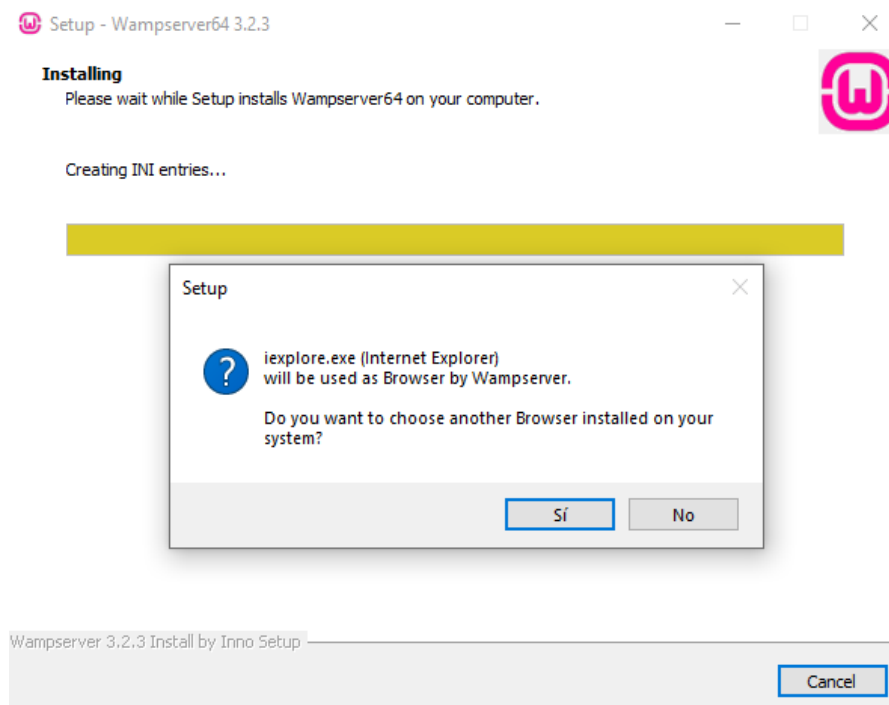 Setup - Wampserver64 3.2.3
Installing
Please wait while Setup installs Wampserver64 on your computer.
Creating INI entries...
Setup
iexplore.exe (Internet Explorer)
will be used as Browser by Wampserver.
Do you want to choose another Browser installed on your
system?
Sí
No
Wampserver 3.2.3 Install by Inno Setup
Cancel